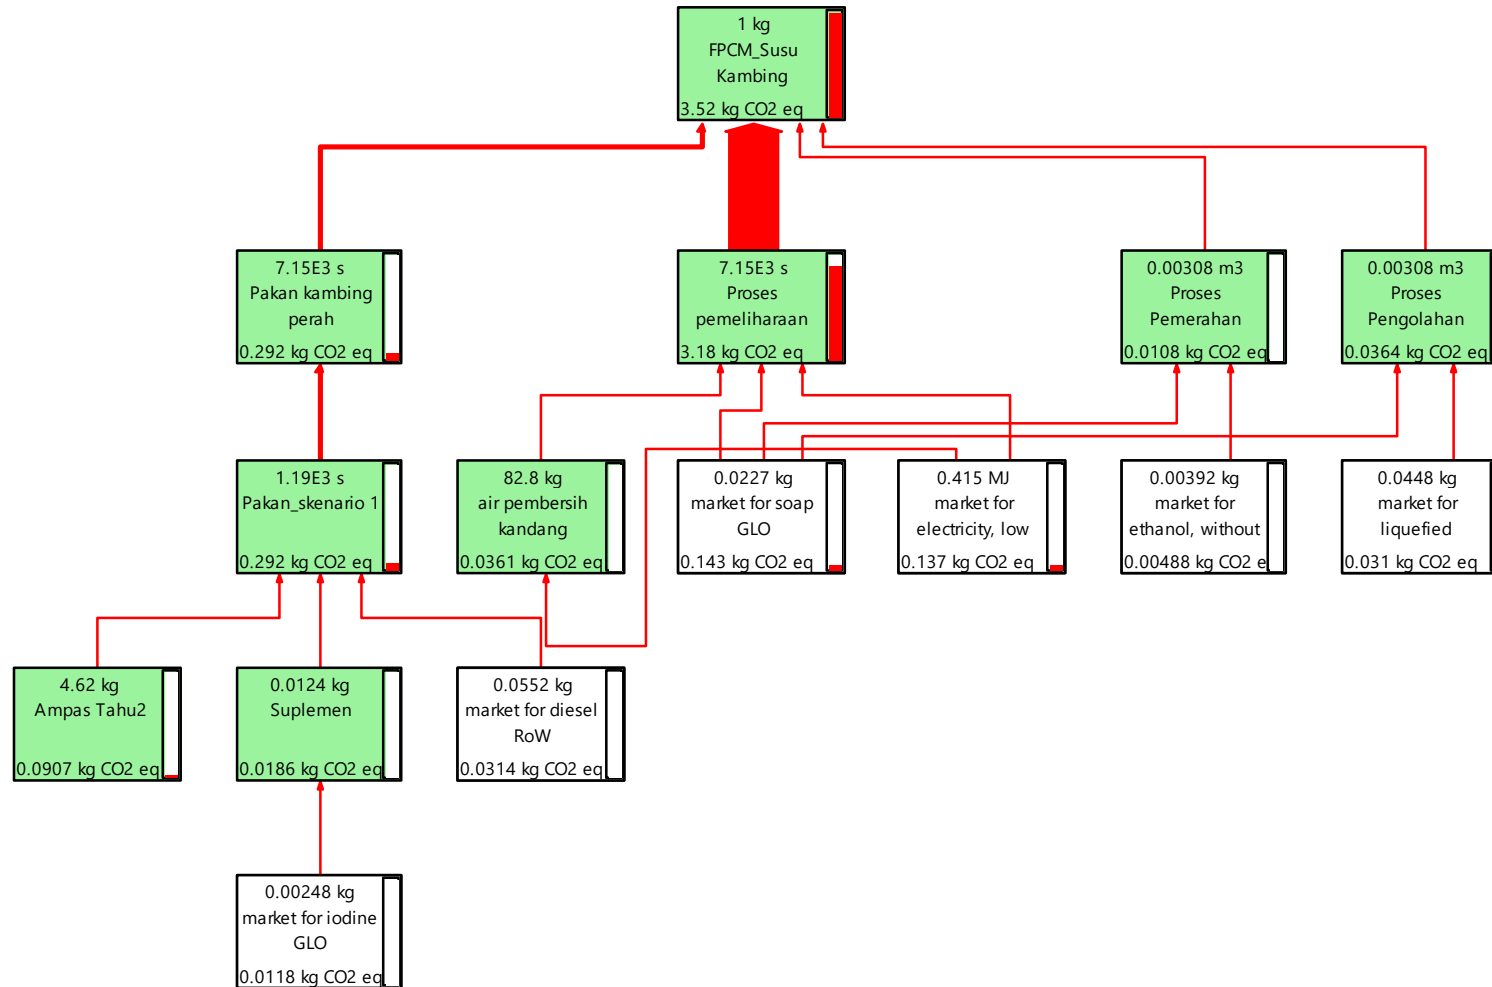 1 kg
FPCM_Susu
Kambing
3.52 kg CO2 eq
7.15E3 s
Pakan kambing
perah
0.292 kg CO2 eq
7.15E3 s
Proses
pemeliharaan
3.18 kg CO2 eq
0.00308 m3
Proses
Pemerahan
0.0108 kg CO2 eq
0.00308 m3
Proses
Pengolahan
0.0364 kg CO2 eq
1.19E3 s
Pakan_skenario 1
0.292 kg CO2 eq
82.8 kg
air pembersih
kandang
0.0361 kg CO2 eq
0.0227 kg
market for soap
GLO
0.143 kg CO2 eq
0.415 MJ
market for
electricity, low
0.137 kg CO2 eq
0.00392 kg
market for
ethanol, without
0.00488 kg CO2 e
0.0448 kg
market for
liquefied
0.031 kg CO2 eq
4.62 kg
Ampas Tahu2
0.0907 kg CO2 eq
0.0124 kg
Suplemen
0.0186 kg CO2 eq
0.0552 kg
market for diesel
RoW
0.0314 kg CO2 eq
0.00248 kg
market for iodine
GLO
0.0118 kg CO2 eq